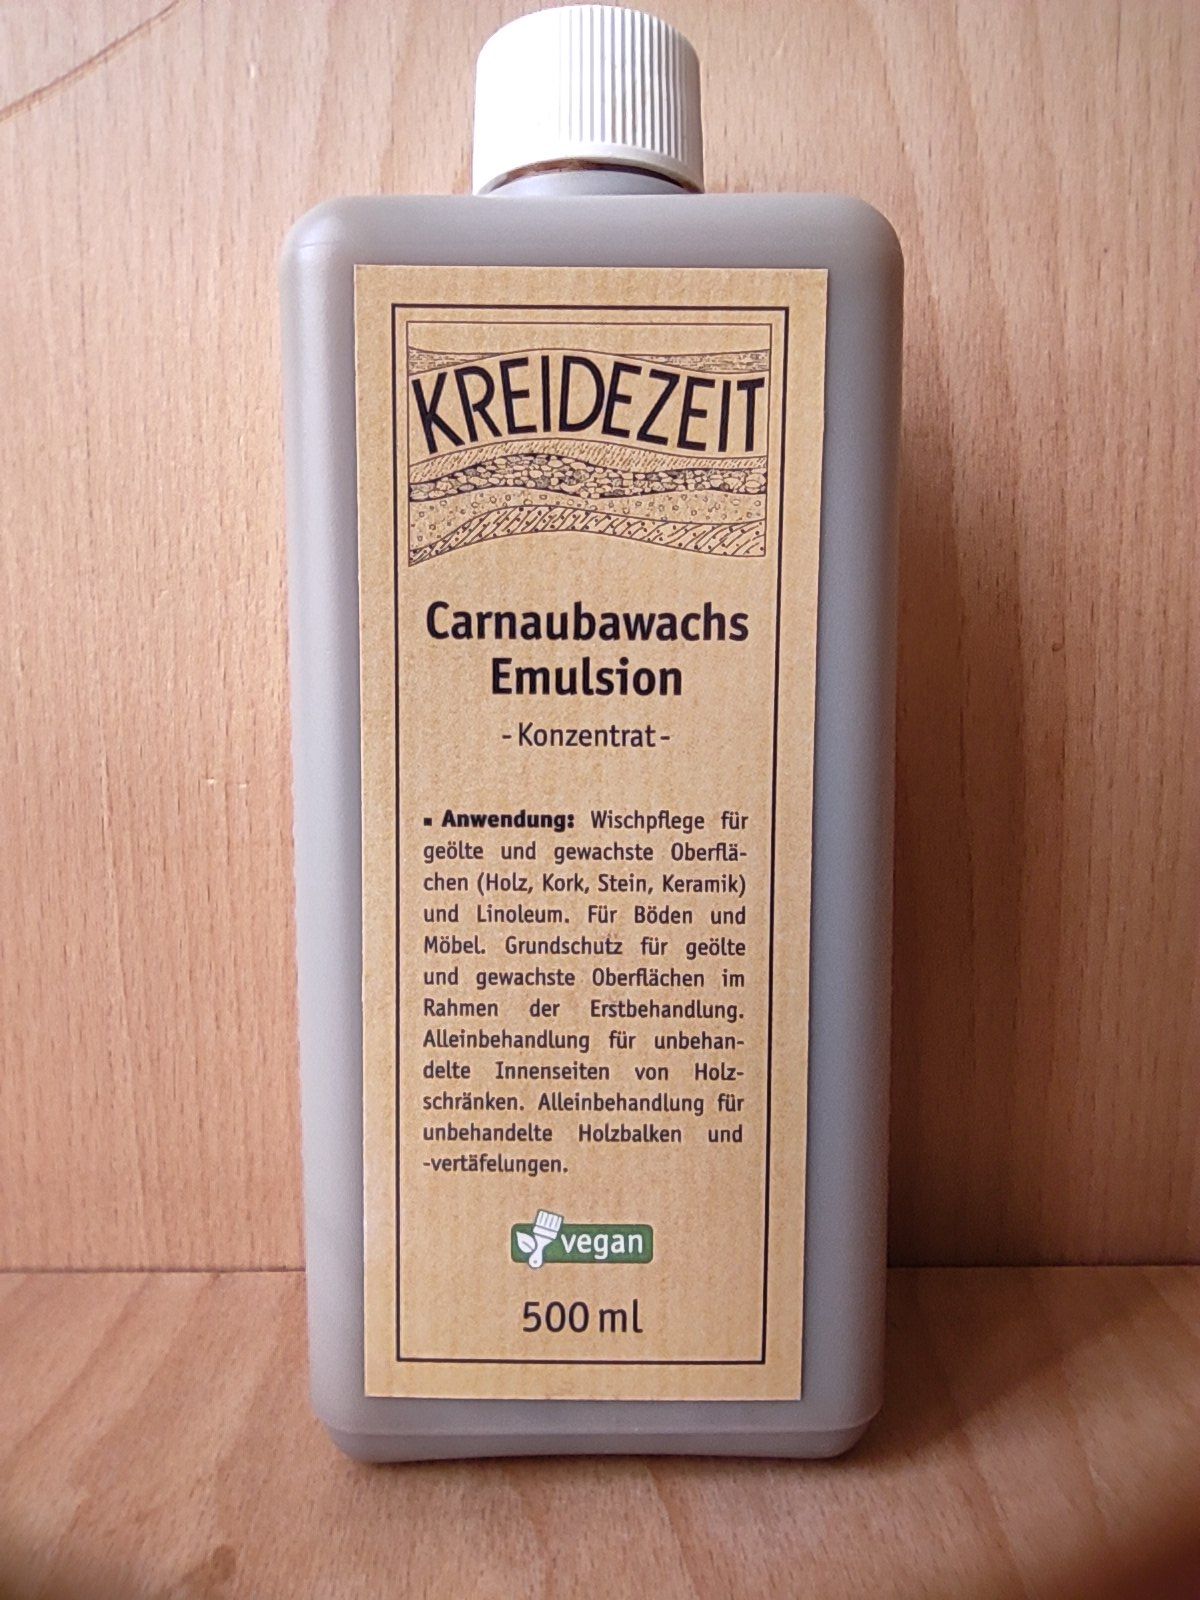 KREIDEZEIT
Carnaubawachs
Emulsion
- Konzentrat -
▪ Anwendung: Wischpflege für
geölte und gewachste Oberflä-
chen (Holz, Kork, Stein, Keramik)
und Linoleum. Für Böden und
Möbel. Grundschutz für geölte
und gewachste Oberflächen im
Rahmen der Erstbehandlung.
Alleinbehandlung für unbehan-
delte Innenseiten von Holz-
schränken. Alleinbehandlung für
unbehandelte Holzbalken und
-vertäfelungen.
vegan
500 ml